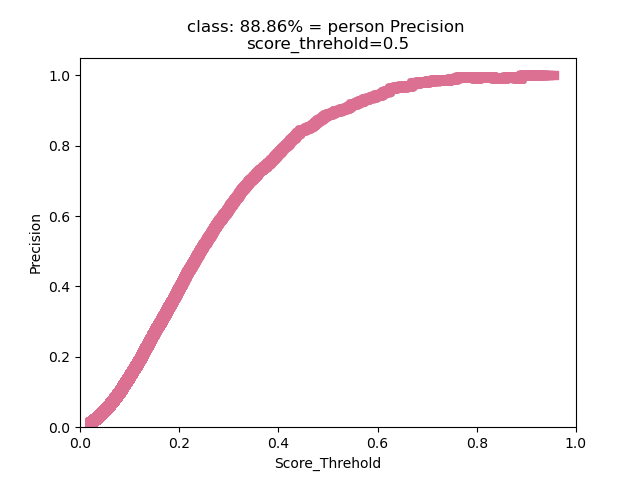 class: 88.86% = person Precision
score_threhold=0.5
1.0
0.8
0.6
0.4
0.2
0.0
Precision
0.0 0.2 0.4 0.6 0.8 1.0
Score_Threhold